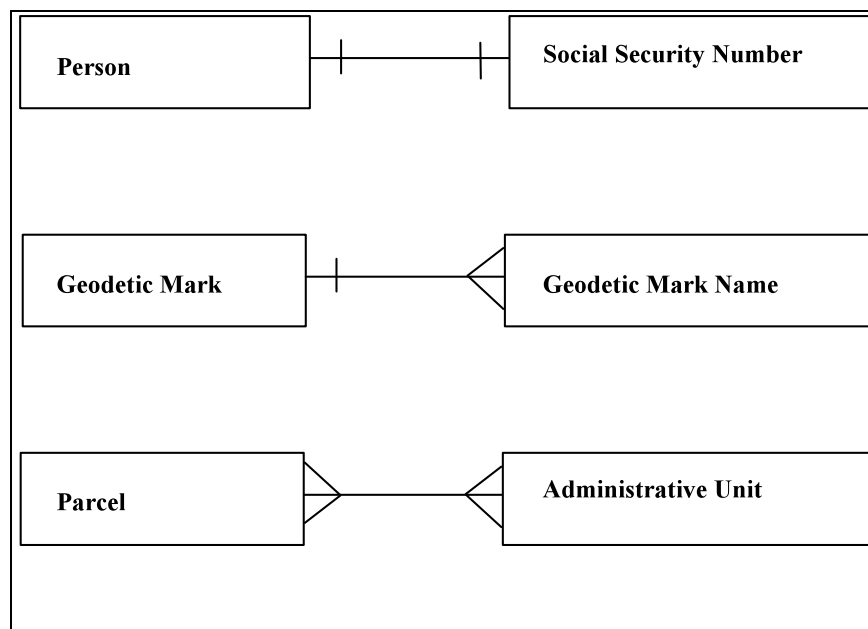 Person
Social Security Number
Geodetic Mark
Geodetic Mark Name
Parcel
Administrative Unit